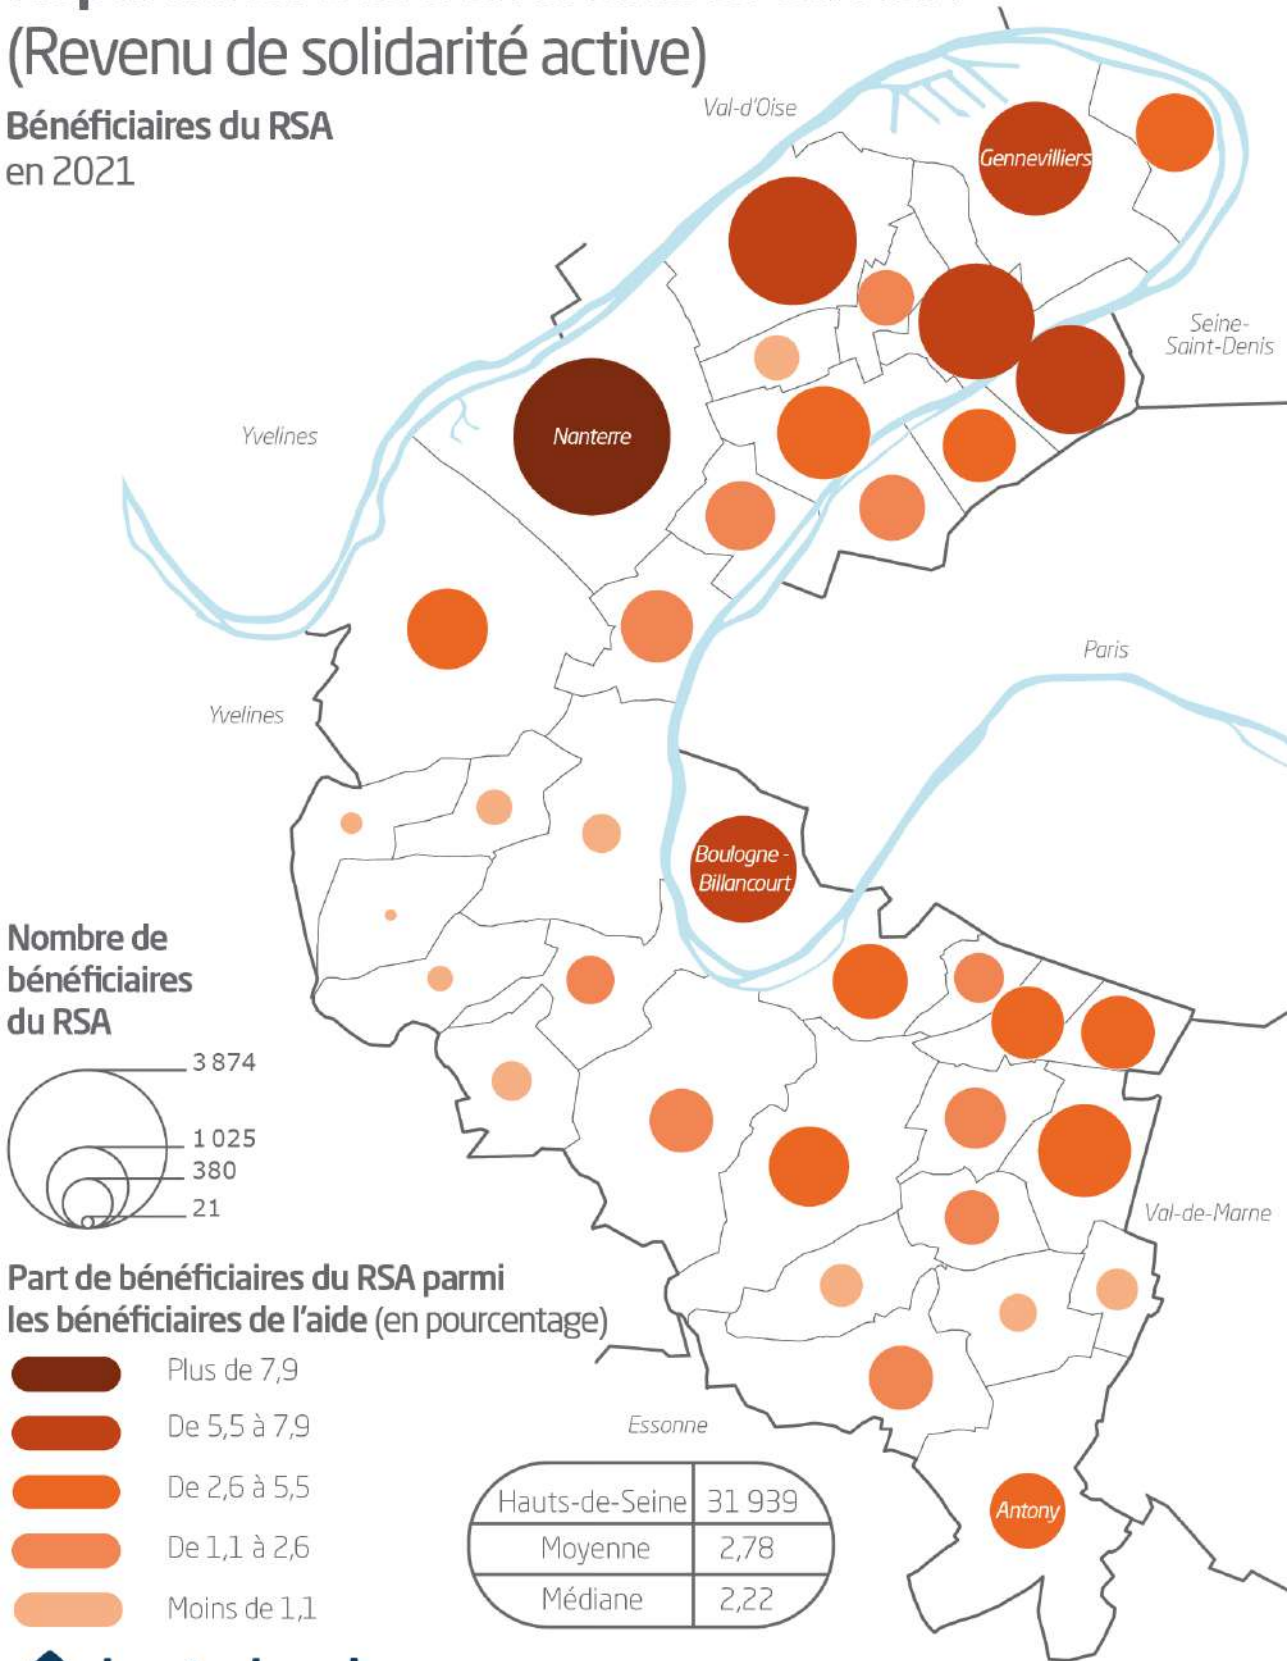 (Revenu de solidarité active)
Bénéficiaires du RSA
en 2021
Val-d'Oise
Gennevilliers
Seine-
Saint-Denis
Yvelines
Nanterre
Paris
Yvelines
Boulogne -
Billancourt
Nombre de
bénéficiaires
du RSA
3 874
1 025
380
21
Val-de-Marne
Part de bénéficiaires du RSA parmi
les bénéficiaires de l'aide (en pourcentage)
Plus de 7,9
De 5,5 à 7,9
De 2,6 à 5,5
De 1,1 à 2,6
Moins de 1,1
Essonne
Hauts-de-Seine 31 939
Moyenne 2,78
Médiane 2,22
Antony